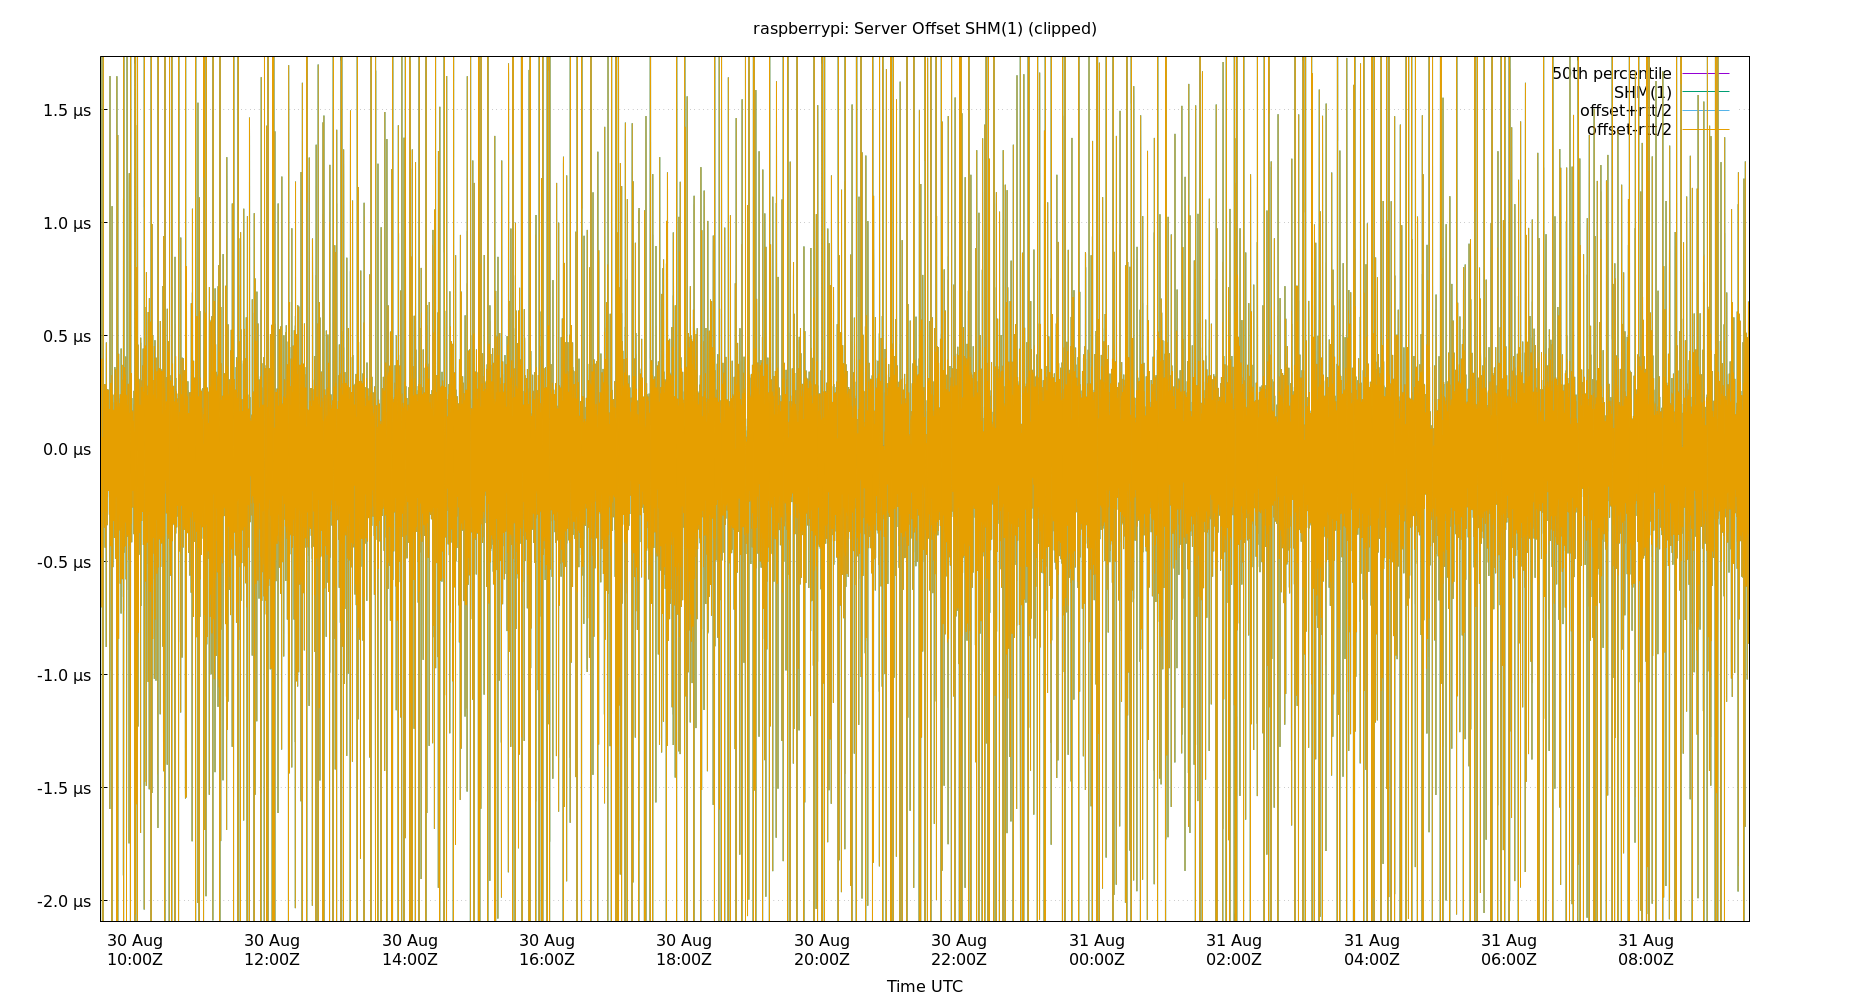 raspberrypi: Server Offset SHM(1) (clipped)
50th percentile
SHM(1)
offset+rtt/2
offset-rtt/2
1.5 µs
1.0 µs
0.5 µs
0.0 µs
-0.5 µs
-1.0 µs
-1.5 µs
-2.0 µs
30 Aug 30 Aug 30 Aug 30 Aug 30 Aug 30 Aug 30 Aug 31 Aug 31 Aug 31 Aug 31 Aug 31 Aug
10:00Z 12:00Z 14:00Z 16:00Z 18:00Z 20:00Z 22:00Z 00:00Z 02:00Z 04:00Z 06:00Z 08:00Z
Time UTC